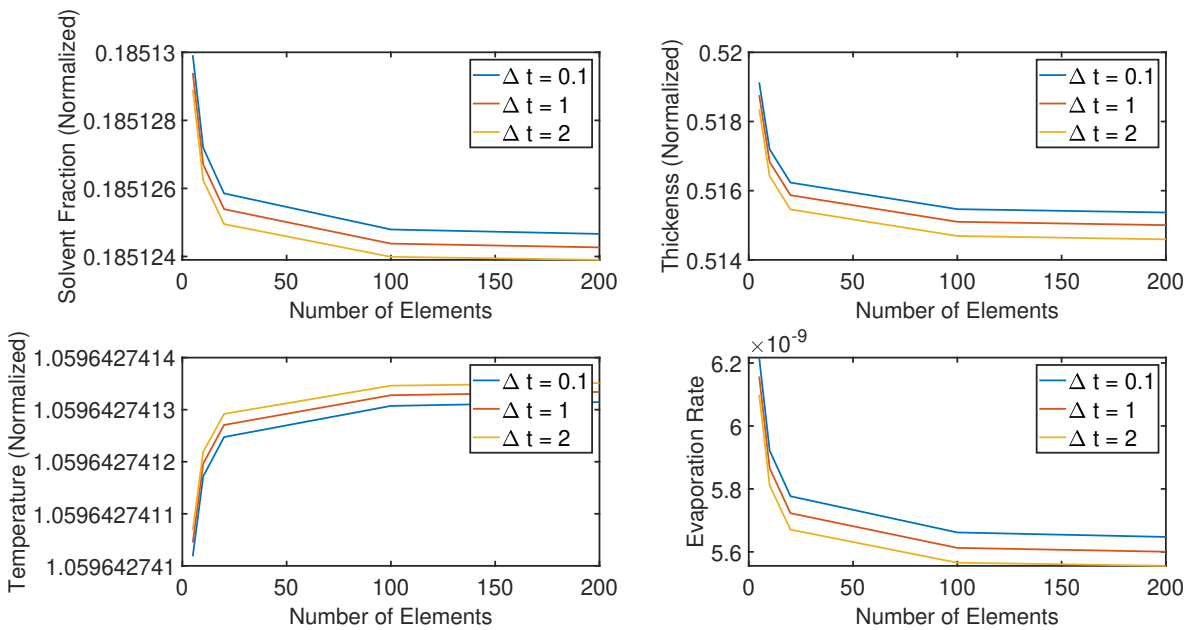 0.18513
0.185128
0.185126
0.185124
Solvent Fraction (Normalized)
0 50 100 150 200
Number of Elements
Δ t = 0.1
Δ t = 1
Δ t = 2
0.52
0.518
0.516
0.514
Thickenss (Normalized)
0 50 100 150 200
Number of Elements
Δ t = 0.1
Δ t = 1
Δ t = 2
1.0596427414
1.0596427413
1.0596427412
1.0596427411
1.059642741
Temperature (Normalized)
0 50 100 150 200
Number of Elements
Δ t = 0.1
Δ t = 1
Δ t = 2
×10⁻⁹
6.2
6
5.8
5.6
Evaporation Rate
0 50 100 150 200
Number of Elements
Δ t = 0.1
Δ t = 1
Δ t = 2